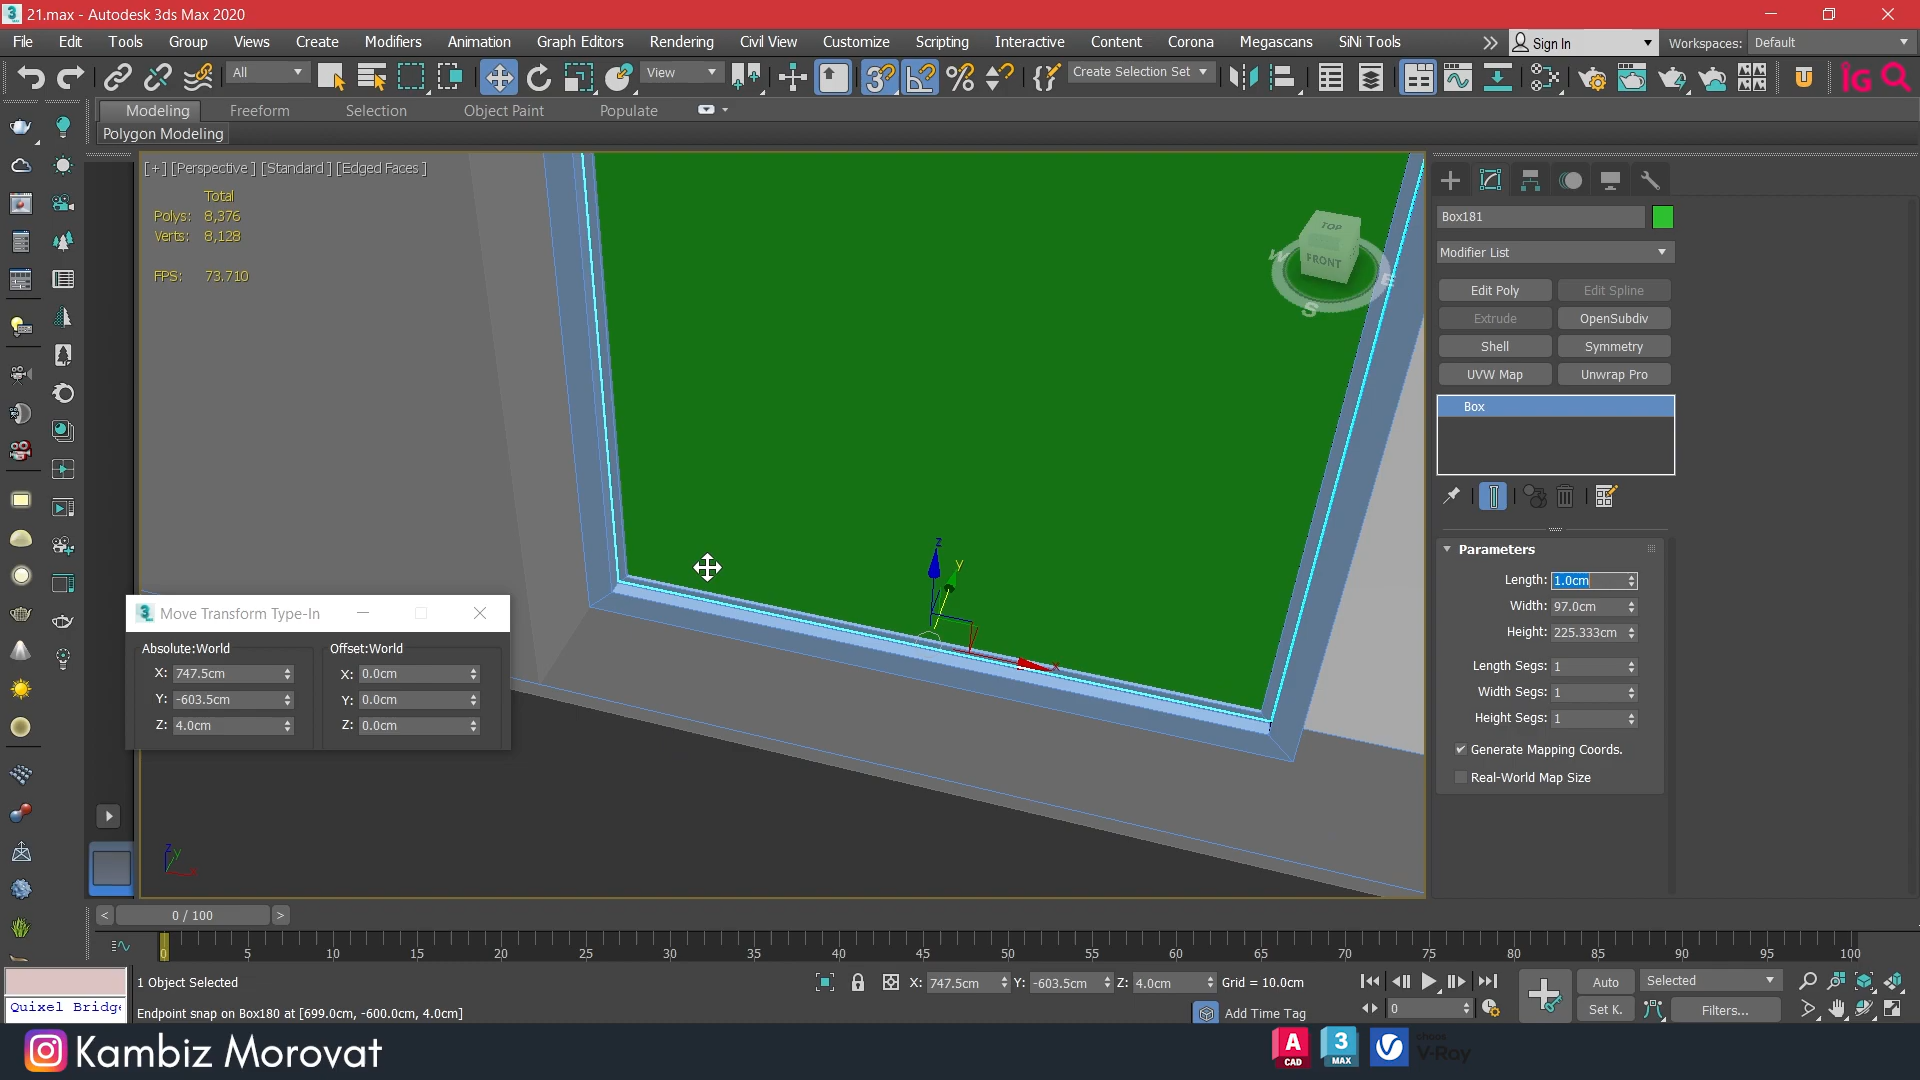 21.max - Autodesk 3ds Max 2020
File Edit Tools Group Views Create Modifiers Animation Graph Editors Rendering Civil View Customize Scripting Interactive Content Corona Megascans SiNi Tools
Sign In
Workspaces: Default
All
View
Create Selection Set
IG
Modeling Freeform Selection Object Paint Populate
Polygon Modeling
[+] [Perspective] [Standard] [Edged Faces]
Total
Polys: 8,376
Verts: 8,128
FPS: 73.710
TOP
FRONT
W
E
S
Box181
Modifier List
Edit Poly Edit Spline
Extrude OpenSubdiv
Shell Symmetry
UVW Map Unwrap Pro
Box
Parameters
Length: 1.0cm
Width: 97.0cm
Height: 225.333cm
Length Segs: 1
Width Segs: 1
Height Segs: 1
Generate Mapping Coords.
Real-World Map Size
z
y
x
Move Transform Type-In
Absolute:World Offset:World
X: 747.5cm X: 0.0cm
Y: -603.5cm Y: 0.0cm
Z: 4.0cm Z: 0.0cm
z
y
x
< 0 / 100 >
0 5 10 15 20 25 30 35 40 45 50 55 60 65 70 75 80 85 90 95 100
1 Object Selected
X: 747.5cm Y: -603.5cm Z: 4.0cm Grid = 10.0cm
Auto Selected
Quixel Bridg
Endpoint snap on Box180 at [699.0cm, -600.0cm, 4.0cm]
Add Time Tag
0
Set K. Filters...
Kambiz Morovat
A CAD
3 MAX
chaos
V-Ray